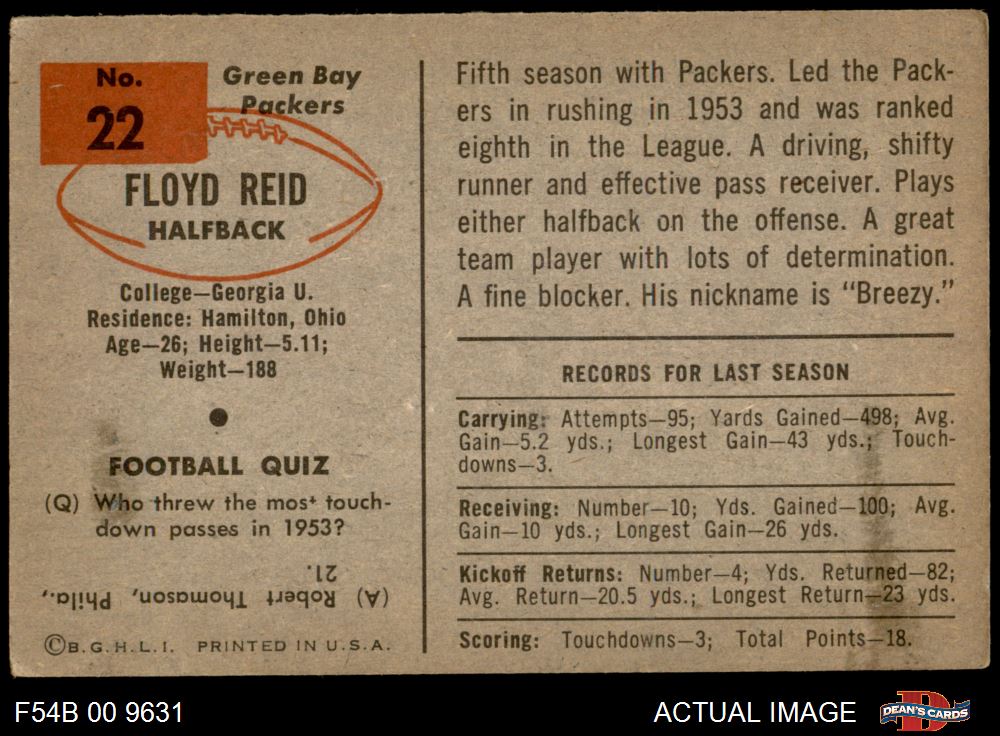 No.
22
Green Bay
Packers
FLOYD REID
HALFBACK
College—Georgia U.
Residence: Hamilton, Ohio
Age—26; Height—5.11;
Weight—188
FOOTBALL QUIZ
(Q) Who threw the most touch-
down passes in 1953?
(A) Robert Thomason, Phila.,
21.
©B.G.H.L.I. PRINTED IN U.S.A.
Fifth season with Packers. Led the Pack-
ers in rushing in 1953 and was ranked
eighth in the League. A driving, shifty
runner and effective pass receiver. Plays
either halfback on the offense. A great
team player with lots of determination.
A fine blocker. His nickname is “Breezy.”
RECORDS FOR LAST SEASON
Carrying: Attempts—95; Yards Gained—498; Avg.
Gain—5.2 yds.; Longest Gain—43 yds.; Touch-
downs—3.
Receiving: Number—10; Yds. Gained—100; Avg.
Gain—10 yds.; Longest Gain—26 yds.
Kickoff Returns: Number—4; Yds. Returned—82;
Avg. Return—20.5 yds.; Longest Return—23 yds.
Scoring: Touchdowns—3; Total Points—18.
F54B 00 9631
ACTUAL IMAGE
DEAN'S CARDS